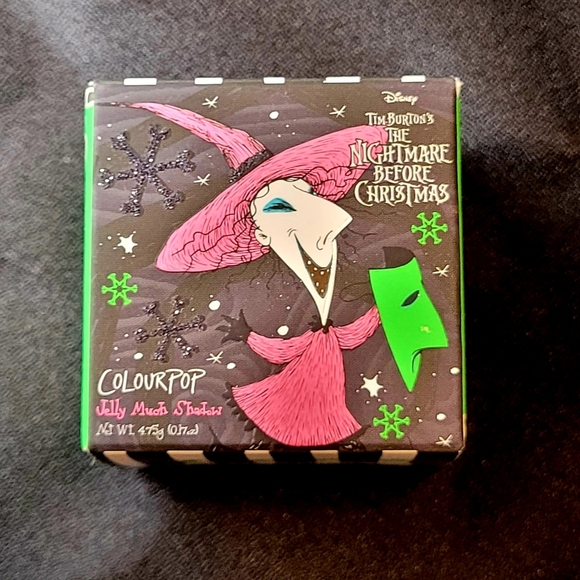 Disney
TIM BURTON'S
THE
NIGHTMARE
BEFORE
CHRISTMAS
COLOURPOP
Jelly Much Shadow
Net Wt. 4.75g (0.17oz)